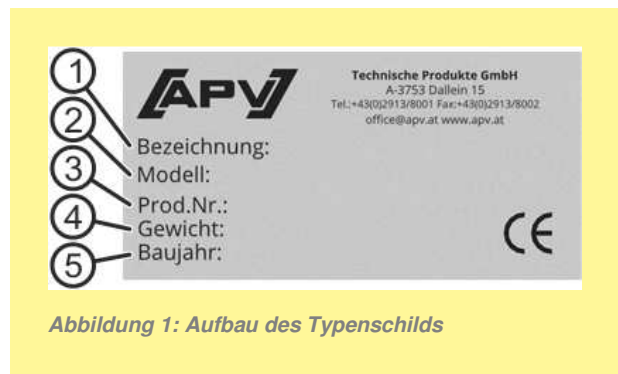 1
2
3
4
5
APV
Technische Produkte GmbH
A-3753 Dallein 15
Tel.:+43(0)2913/8001 Fax:+43(0)2913/8002
office@apv.at www.apv.at
Bezeichnung:
Modell:
Prod.Nr.:
Gewicht:
Baujahr:
CE
Abbildung 1: Aufbau des Typenschilds